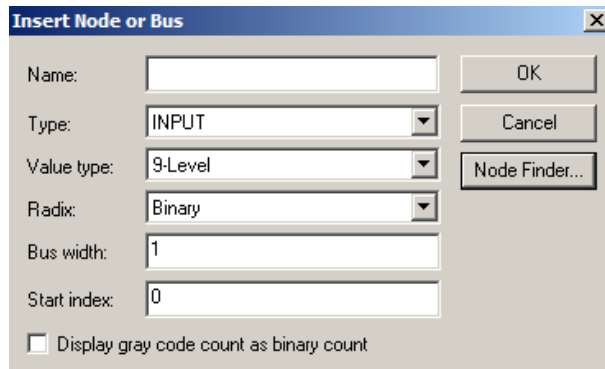 Insert Node or Bus
Name:
OK
Type: INPUT
Cancel
Value type: 9-Level
Node Finder...
Radix: Binary
Bus width: 1
Start index: 0
Display gray code count as binary count